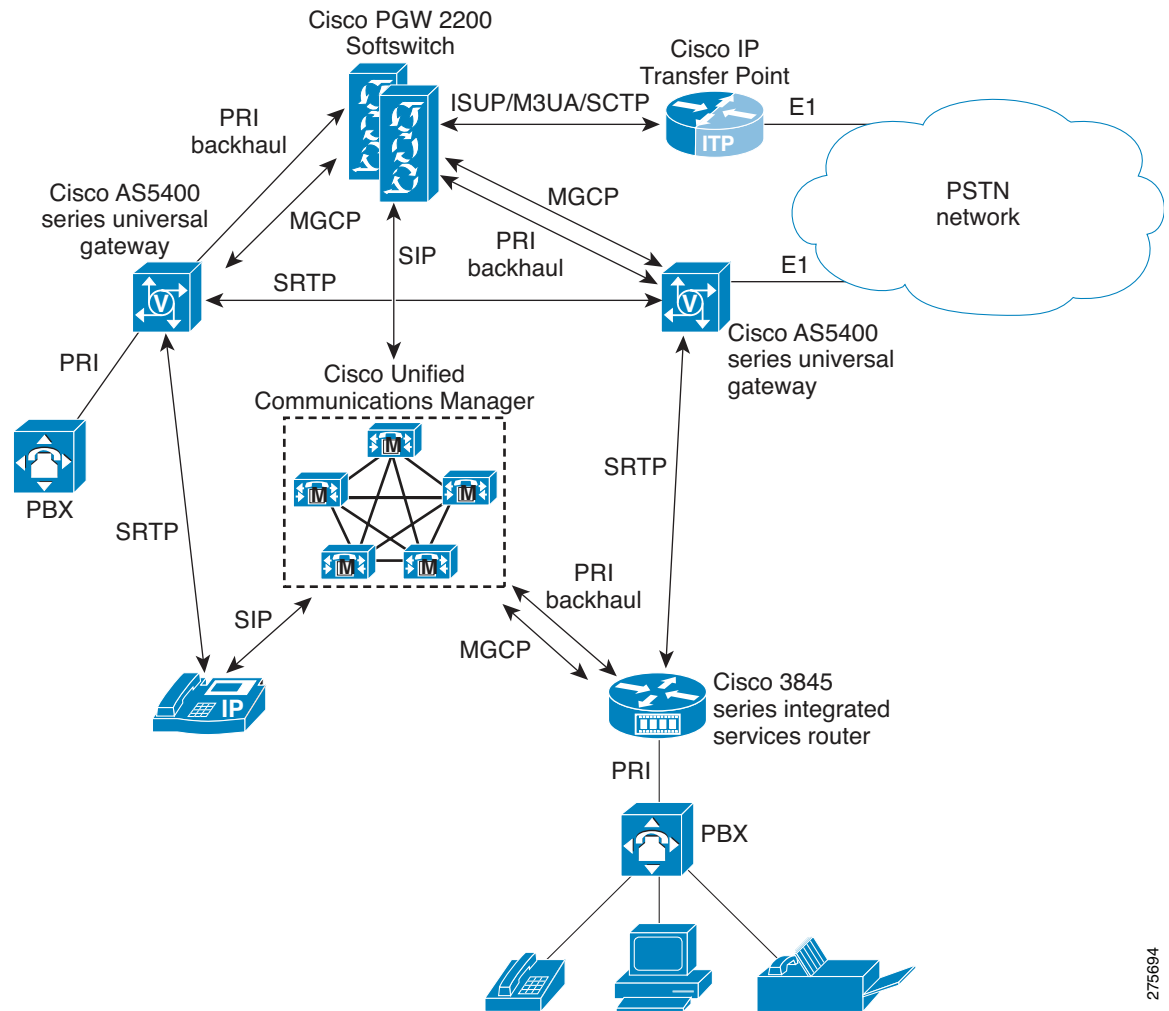 Cisco PGW 2200
Softswitch
Cisco IP
Transfer Point
ISUP/M3UA/SCTP
E1
ITP
PRI
backhaul
Cisco AS5400
series universal
gateway
MGCP
MGCP
PSTN
network
PRI
backhaul
SIP
E1
SRTP
V
V
Cisco AS5400
series universal
gateway
PRI
Cisco Unified
Communications Manager
M
M
M
M
M
PBX
SRTP
SRTP
PRI
backhaul
SIP
MGCP
IP
Cisco 3845
series integrated
services router
PRI
PBX
275694